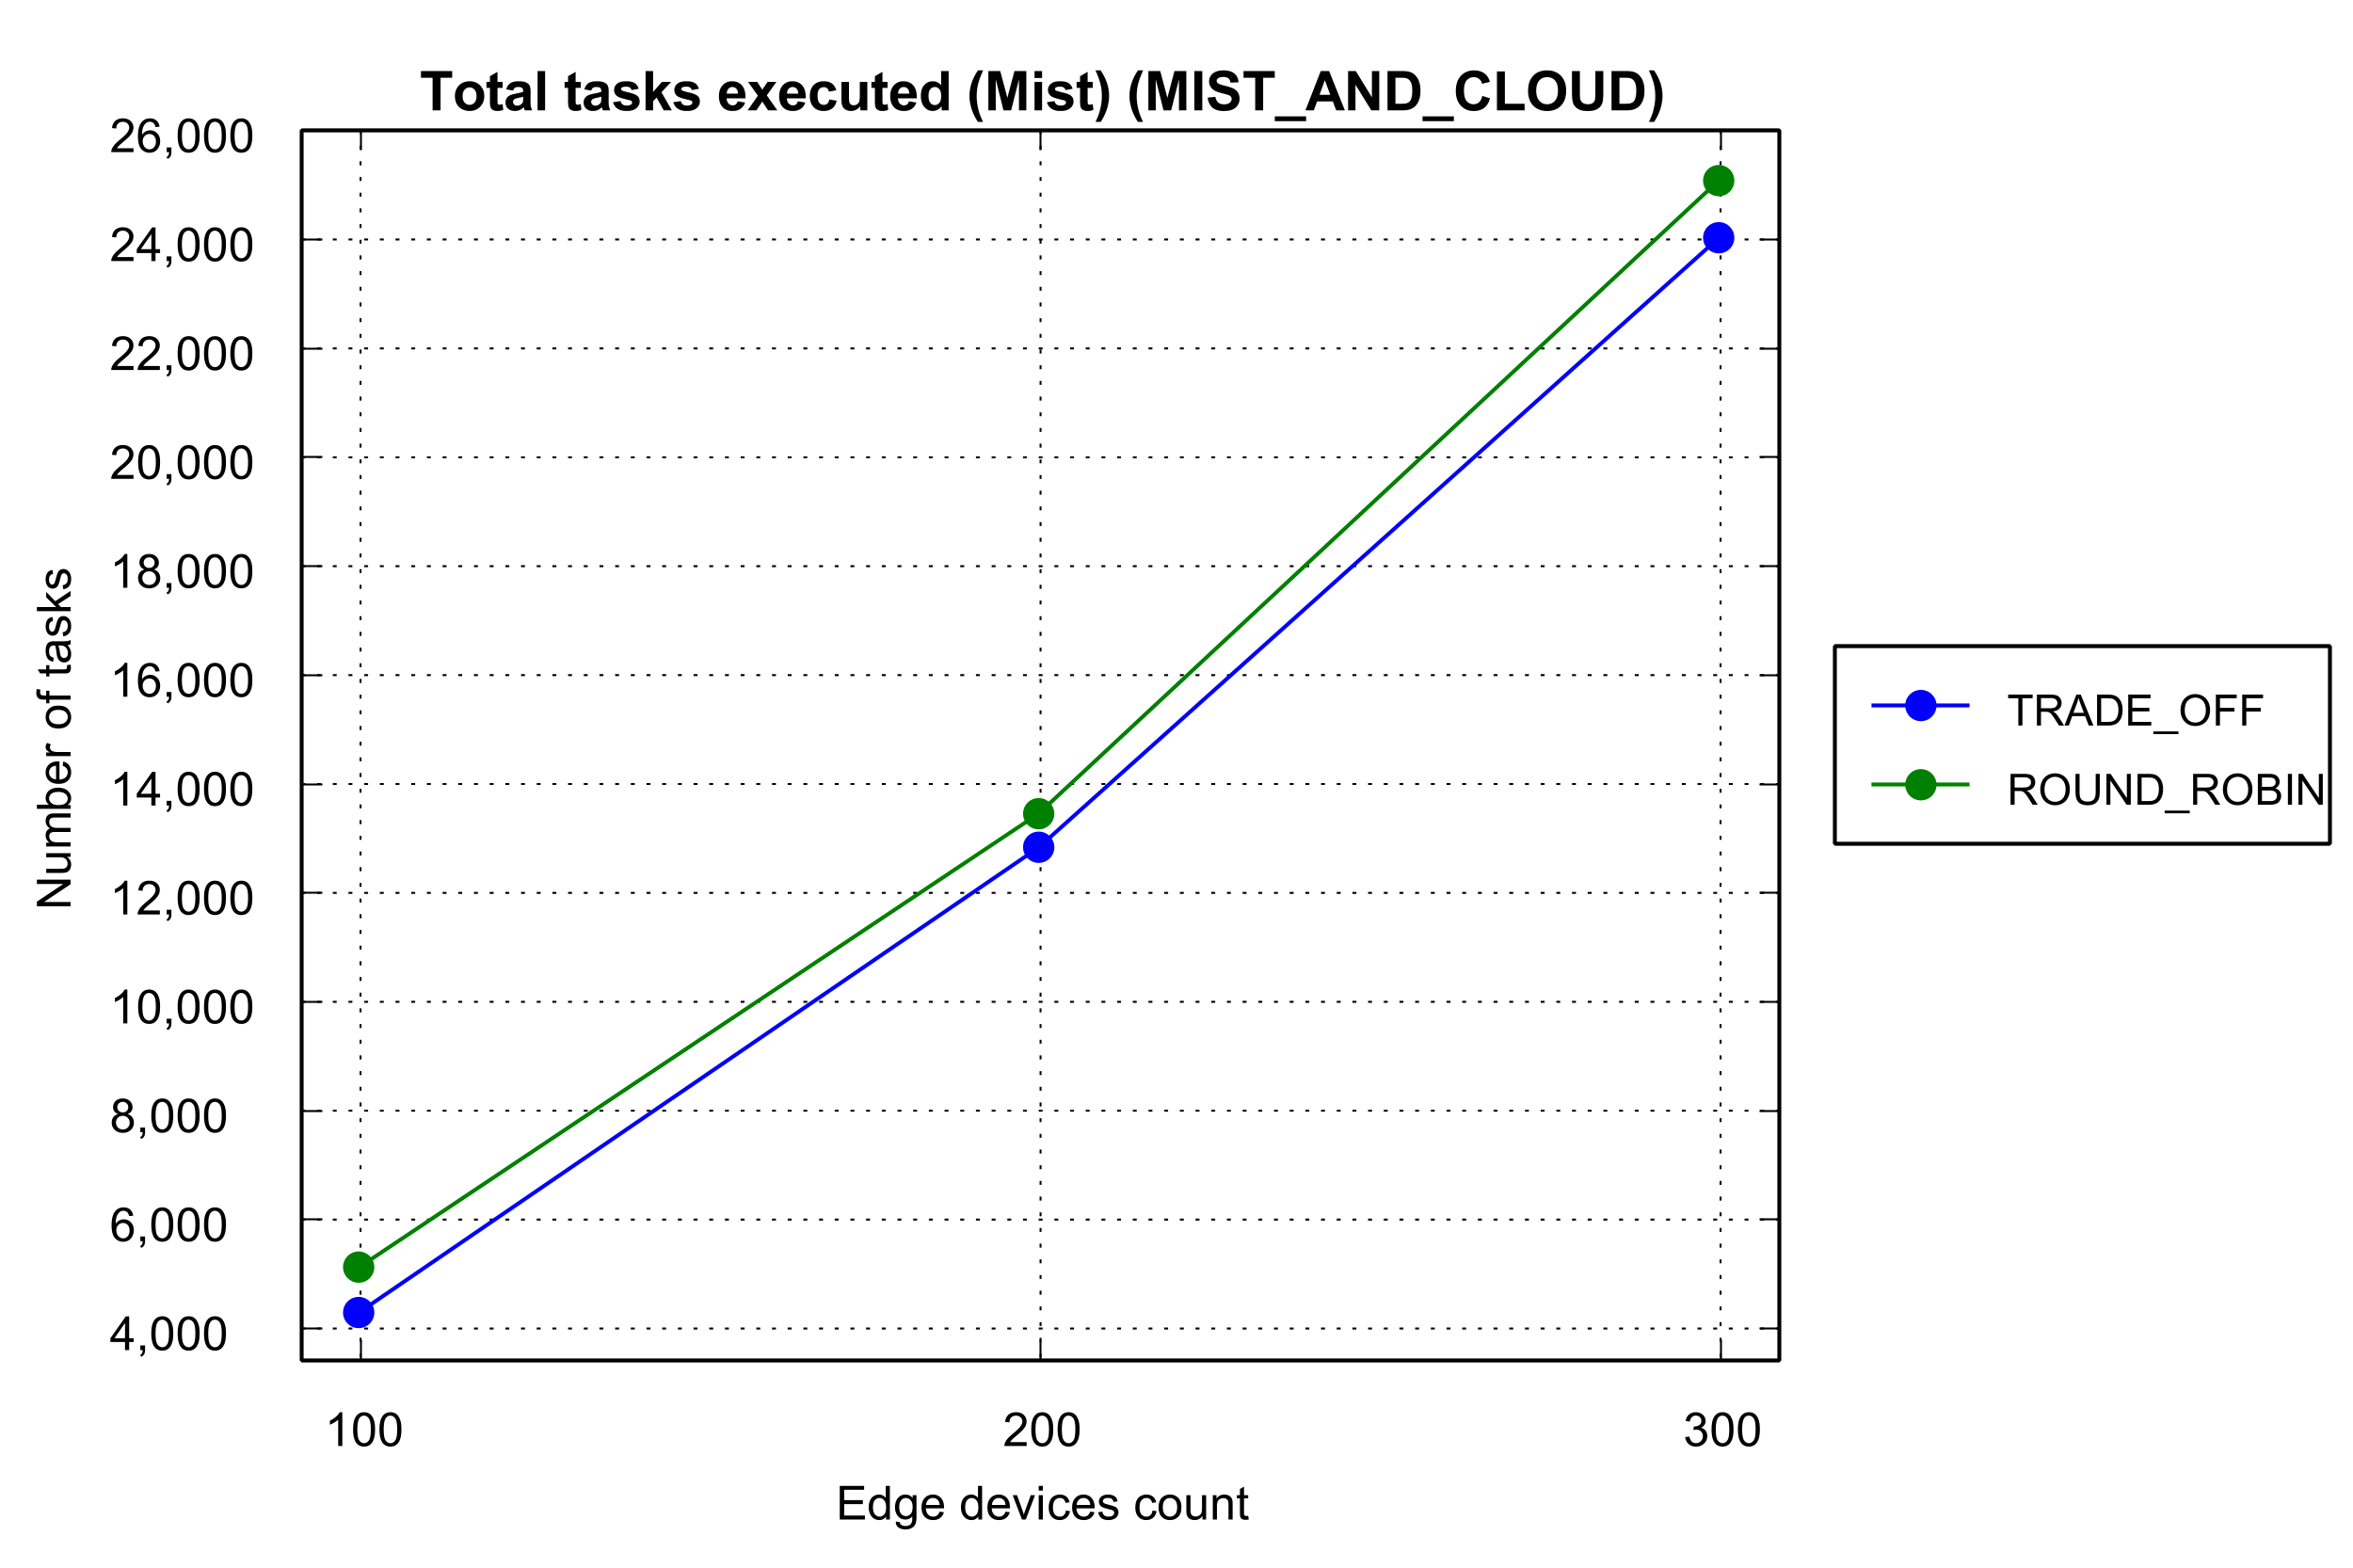 Total tasks executed (Mist) (MIST_AND_CLOUD)
26,000
24,000
22,000
20,000
18,000
16,000
14,000
12,000
10,000
8,000
6,000
4,000
Number of tasks
100 200 300
Edge devices count
TRADE_OFF
ROUND_ROBIN